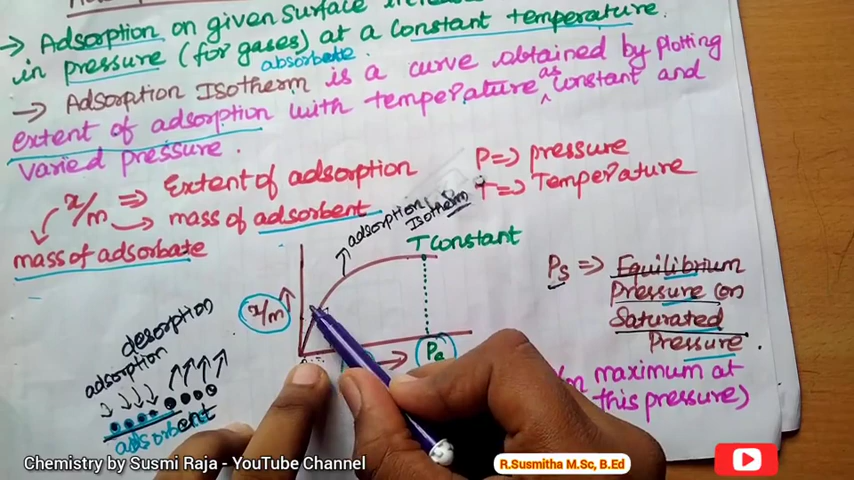 → Adsorption on given surface
in pressure (for gases) at a constant temperature.
absorbate.
→ Adsorption Isotherm is a curve obtained by plotting
extent of adsorption with temperature as constant and
varied pressure.
x/m => Extent of adsorption
mass of adsorbent
mass of adsorbate
P=> pressure
T=> Temperature
adsorption
Isotherm
T constant
x/m
Ps => Equilibrium
Pressure (or)
Saturated
Pressure
maximum at
this pressure)
desorption
adsorption
adsorbent
Chemistry by Susmi Raja - YouTube Channel
R.Susmitha M.Sc, B.Ed